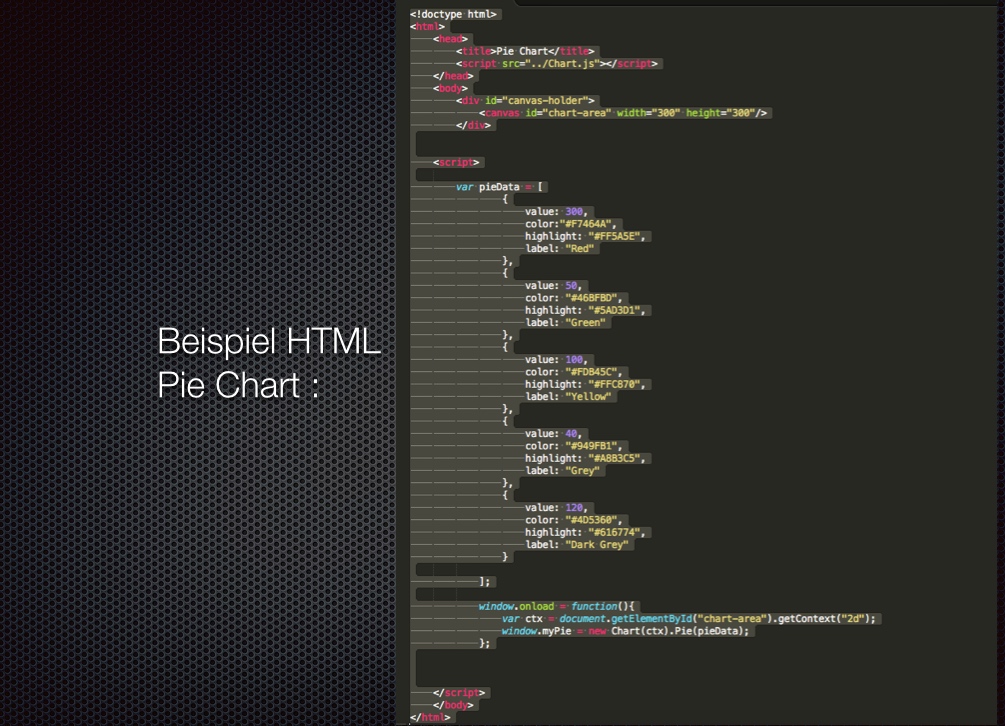 Beispiel HTML
Pie Chart :
<!doctype html>
<html>
<head>
<title>Pie Chart</title>
<script src="../Chart.js"></script>
</head>
<body>
<div id="canvas-holder">
<canvas id="chart-area" width="300" height="300"/>
</div>
<script>
var pieData = [
{
value: 300,
color:"#F7464A",
highlight: "#FF5A5E",
label: "Red"
},
{
value: 50,
color: "#46BFBD",
highlight: "#5AD3D1",
label: "Green"
},
{
value: 100,
color: "#FDB45C",
highlight: "#FFC870",
label: "Yellow"
},
{
value: 40,
color: "#949FB1",
highlight: "#A8B3C5",
label: "Grey"
},
{
value: 120,
color: "#4D5360",
highlight: "#616774",
label: "Dark Grey"
}
];
window.onload = function(){
var ctx = document.getElementById("chart-area").getContext("2d");
window.myPie = new Chart(ctx).Pie(pieData);
};
</script>
</body>
</html>